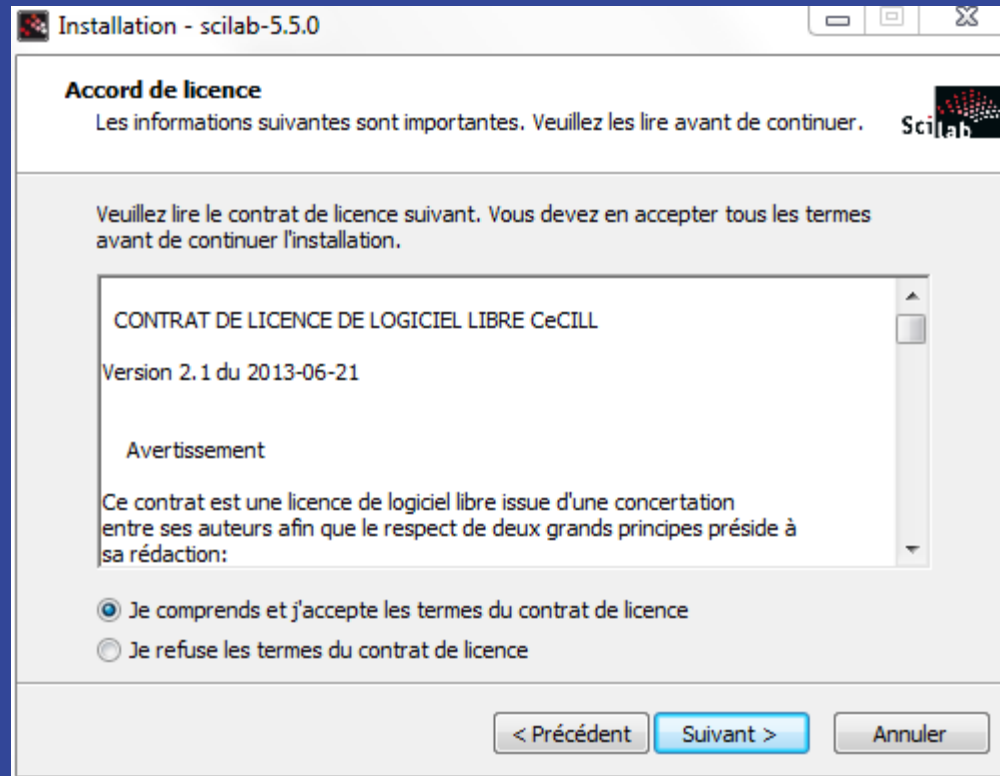 Installation - scilab-5.5.0
Accord de licence
Les informations suivantes sont importantes. Veuillez les lire avant de continuer.
Scilab
Veuillez lire le contrat de licence suivant. Vous devez en accepter tous les termes
avant de continuer l'installation.
CONTRAT DE LICENCE DE LOGICIEL LIBRE CeCILL
Version 2.1 du 2013-06-21
Avertissement
Ce contrat est une licence de logiciel libre issue d'une concertation
entre ses auteurs afin que le respect de deux grands principes préside à
sa rédaction:
Je comprends et j'accepte les termes du contrat de licence
Je refuse les termes du contrat de licence
< Précédent Suivant > Annuler